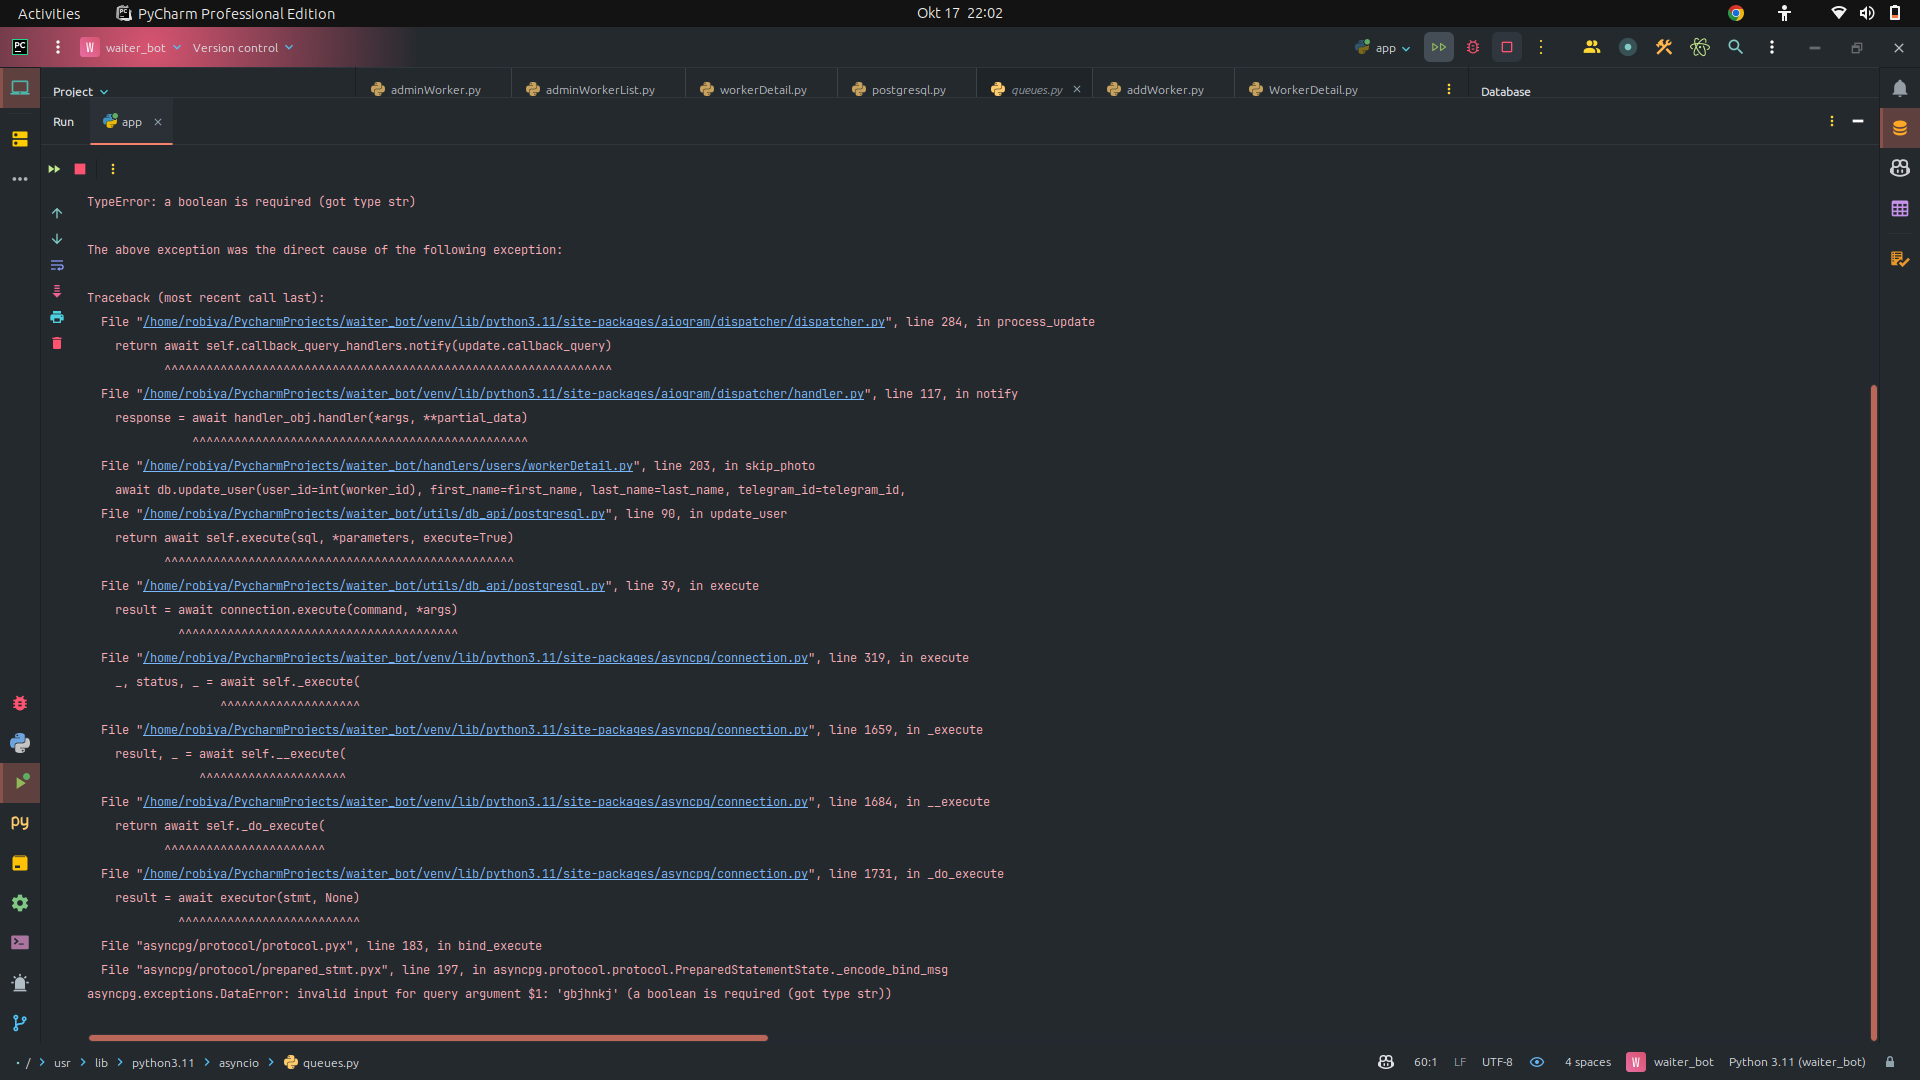 Activities
PyCharm Professional Edition
Okt 17 22:02
PC
W waiter_bot
Version control
app
Project
adminWorker.py
adminWorkerList.py
workerDetail.py
postgresql.py
queues.py
addWorker.py
WorkerDetail.py
Database
Run
app
TypeError: a boolean is required (got type str)
The above exception was the direct cause of the following exception:
Traceback (most recent call last):
File "/home/robiya/PycharmProjects/waiter_bot/venv/lib/python3.11/site-packages/aiogram/dispatcher/dispatcher.py", line 284, in process_update
return await self.callback_query_handlers.notify(update.callback_query)
^^^^^^^^^^^^^^^^^^^^^^^^^^^^^^^^^^^^^^^^^^^^^^^^^^^^^^^^^^^^^^^^
File "/home/robiya/PycharmProjects/waiter_bot/venv/lib/python3.11/site-packages/aiogram/dispatcher/handler.py", line 117, in notify
response = await handler_obj.handler(*args, **partial_data)
^^^^^^^^^^^^^^^^^^^^^^^^^^^^^^^^^^^^^^^^^^^^^^^^
File "/home/robiya/PycharmProjects/waiter_bot/handlers/users/workerDetail.py", line 203, in skip_photo
await db.update_user(user_id=int(worker_id), first_name=first_name, last_name=last_name, telegram_id=telegram_id,
File "/home/robiya/PycharmProjects/waiter_bot/utils/db_api/postgresql.py", line 90, in update_user
return await self.execute(sql, *parameters, execute=True)
^^^^^^^^^^^^^^^^^^^^^^^^^^^^^^^^^^^^^^^^^^^^^^^^^^
File "/home/robiya/PycharmProjects/waiter_bot/utils/db_api/postgresql.py", line 39, in execute
result = await connection.execute(command, *args)
^^^^^^^^^^^^^^^^^^^^^^^^^^^^^^^^^^^^^^^^
File "/home/robiya/PycharmProjects/waiter_bot/venv/lib/python3.11/site-packages/asyncpg/connection.py", line 319, in execute
_, status, _ = await self._execute(
^^^^^^^^^^^^^^^^^^^^
File "/home/robiya/PycharmProjects/waiter_bot/venv/lib/python3.11/site-packages/asyncpg/connection.py", line 1659, in _execute
result, _ = await self.__execute(
^^^^^^^^^^^^^^^^^^^^^
File "/home/robiya/PycharmProjects/waiter_bot/venv/lib/python3.11/site-packages/asyncpg/connection.py", line 1684, in __execute
return await self._do_execute(
^^^^^^^^^^^^^^^^^^^^^^^
File "/home/robiya/PycharmProjects/waiter_bot/venv/lib/python3.11/site-packages/asyncpg/connection.py", line 1731, in _do_execute
result = await executor(stmt, None)
^^^^^^^^^^^^^^^^^^^^^^^^^^
File "asyncpg/protocol/protocol.pyx", line 183, in bind_execute
File "asyncpg/protocol/prepared_stmt.pyx", line 197, in asyncpg.protocol.protocol.PreparedStatementState._encode_bind_msg
asyncpg.exceptions.DataError: invalid input for query argument $1: 'gbjhnkj' (a boolean is required (got type str))
py
/ > usr > lib > python3.11 > asyncio > queues.py
60:1
LF
UTF-8
4 spaces
W waiter_bot
Python 3.11 (waiter_bot)